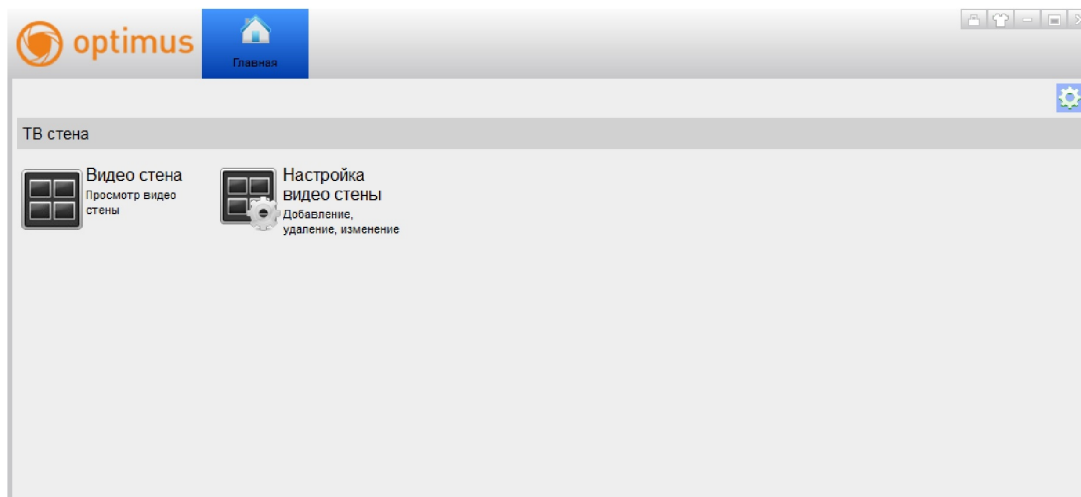 optimus
Главная
ТВ стена
Видео стена
Просмотр видео
стены
Настройка
видео стены
Добавление,
удаление, изменение